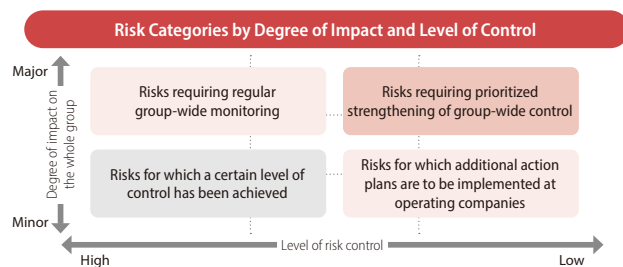 Risk Categories by Degree of Impact and Level of Control
Major
Degree of impact on
the whole group
Minor
Risks requiring regular
group-wide monitoring
Risks requiring prioritized
strengthening of group-wide control
Risks for which a certain level of
control has been achieved
Risks for which additional action
plans are to be implemented at
operating companies
High
Level of risk control
Low